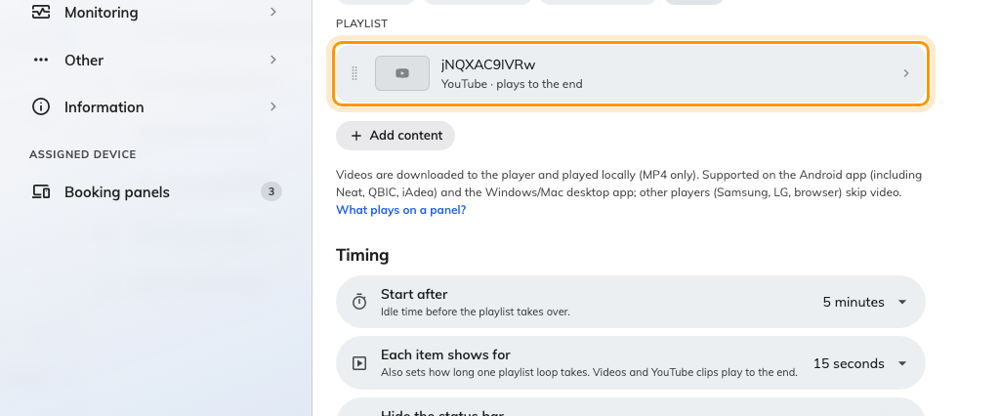 Monitoring
Other
Information
ASSIGNED DEVICE
Booking panels
3
PLAYLIST
jNQXAC9IVRw
YouTube · plays to the end
Add content
Videos are downloaded to the player and played locally (MP4 only). Supported on the Android app (including
Neat, QBIC, iAdea) and the Windows/Mac desktop app; other players (Samsung, LG, browser) skip video.
What plays on a panel?
Timing
Start after
Idle time before the playlist takes over.
5 minutes
Each item shows for
Also sets how long one playlist loop takes. Videos and YouTube clips play to the end.
15 seconds
Hide the status bar